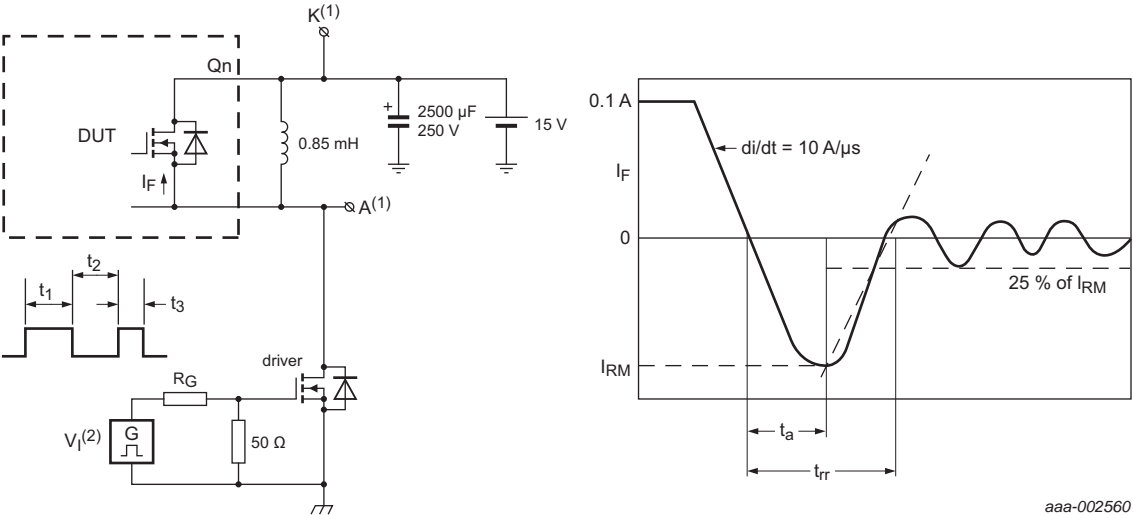 K(1)
Qn
DUT
I_F
0.85 mH
+
2500 µF
250 V
15 V
A(1)
t2
t1
t3
driver
RG
VI(2)
G
50 Ω
0.1 A
di/dt = 10 A/µs
IF
0
25 % of IRM
IRM
ta
trr
aaa-002560